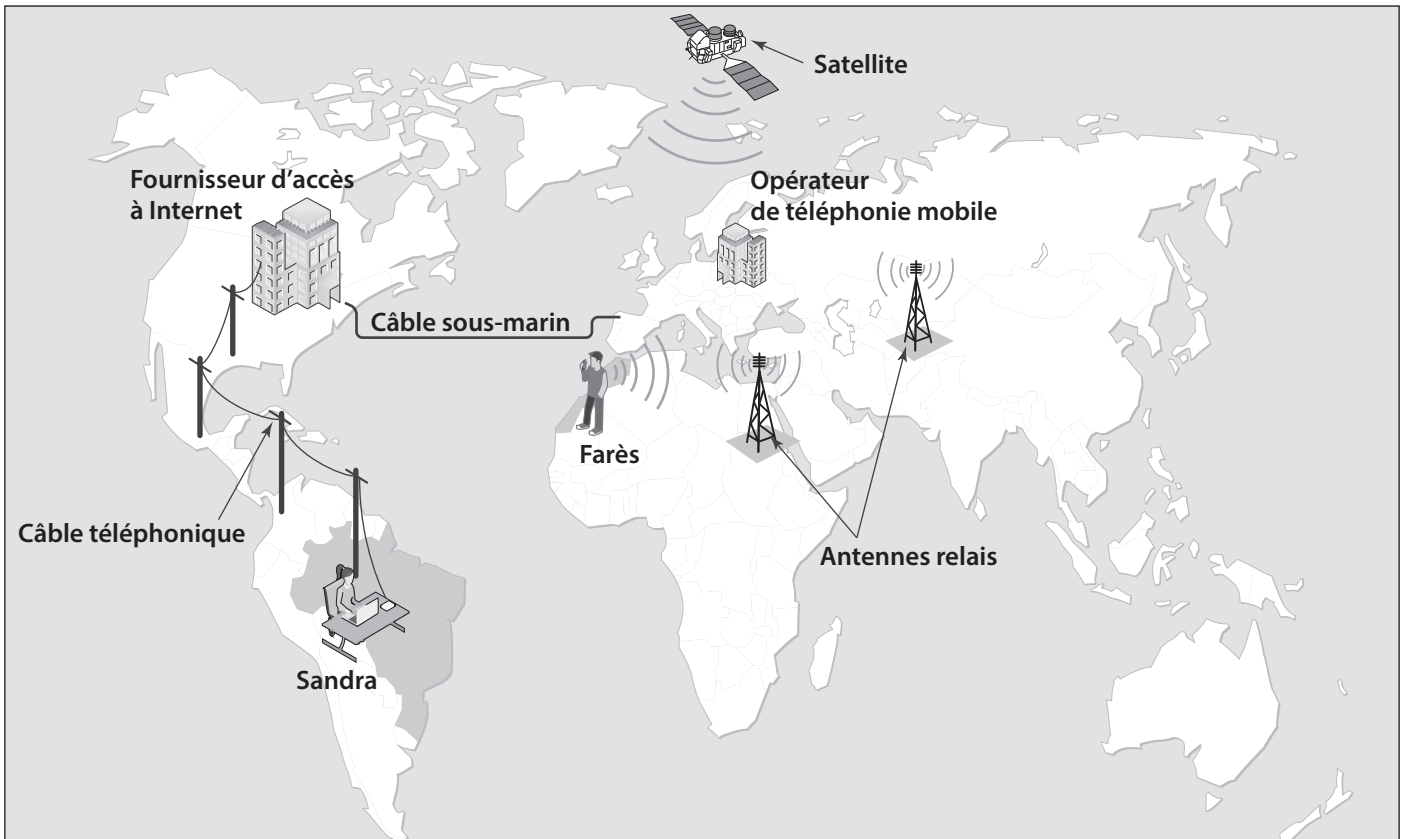 Satellite
Fournisseur d'accès
à Internet
Opérateur
de téléphonie mobile
Câble sous-marin
Farès
Câble téléphonique
Antennes relais
Sandra